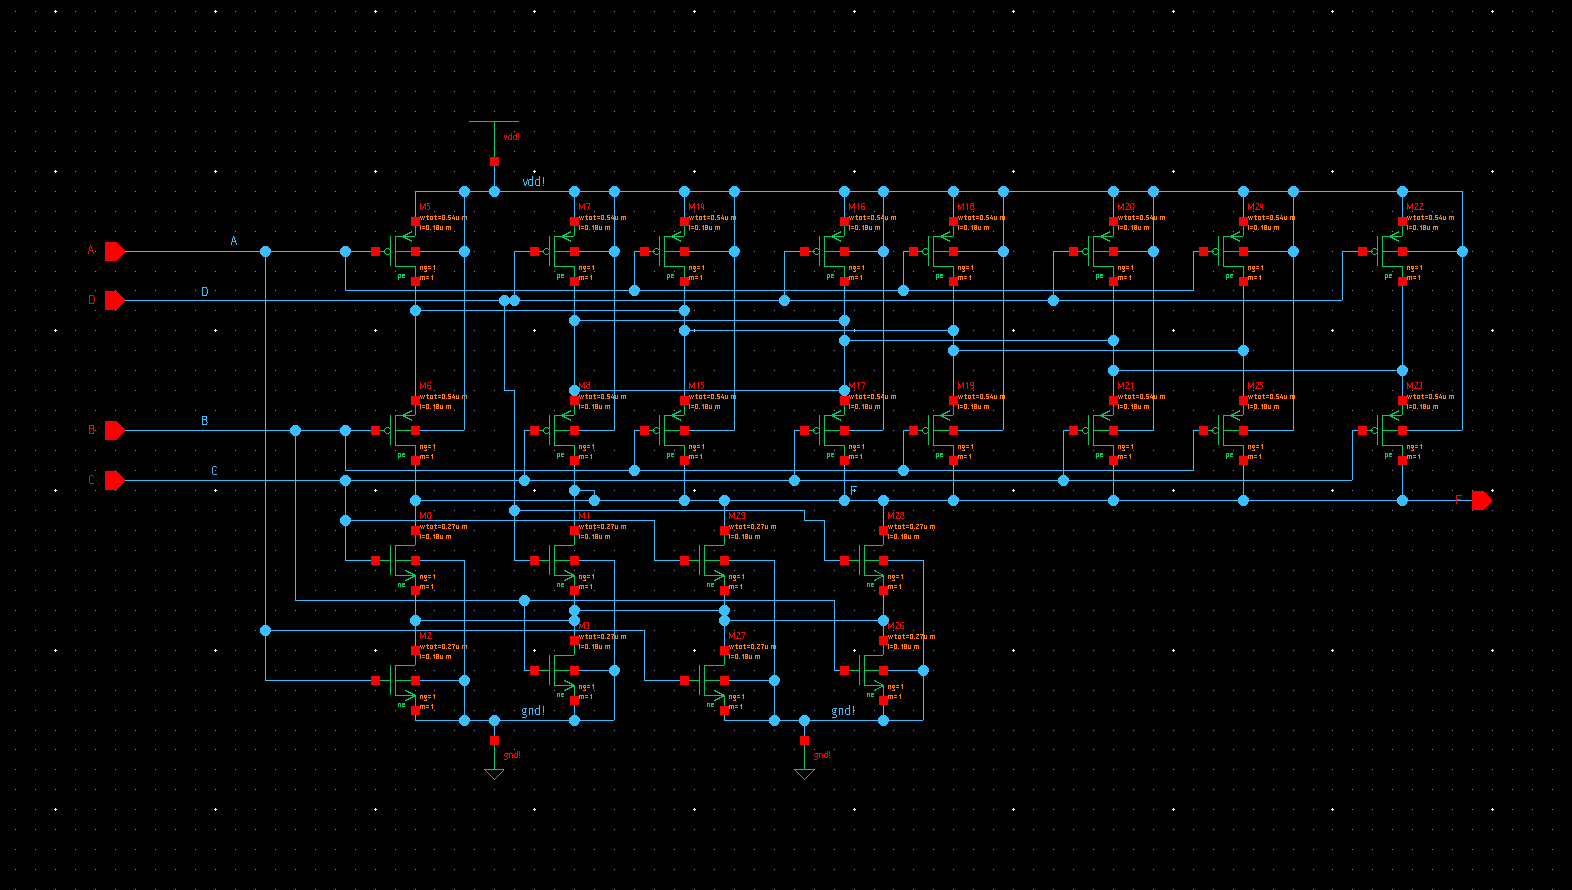 vdd!
vdd!
M5
wtot=0.54u m
l=0.18u m
ng=1
m=1
pe
M7
wtot=0.54u m
l=0.18u m
ng=1
m=1
pe
M14
wtot=0.54u m
l=0.18u m
ng=1
m=1
pe
M16
wtot=0.54u m
l=0.18u m
ng=1
m=1
pe
M18
wtot=0.54u m
l=0.18u m
ng=1
m=1
pe
M20
wtot=0.54u m
l=0.18u m
ng=1
m=1
pe
M24
wtot=0.54u m
l=0.18u m
ng=1
m=1
pe
M22
wtot=0.54u m
l=0.18u m
ng=1
m=1
pe
A
A
D
D
M6
wtot=0.54u m
l=0.18u m
ng=1
m=1
pe
M8
wtot=0.54u m
l=0.18u m
ng=1
m=1
pe
M15
wtot=0.54u m
l=0.18u m
ng=1
m=1
pe
M17
wtot=0.54u m
l=0.18u m
ng=1
m=1
pe
M19
wtot=0.54u m
l=0.18u m
ng=1
m=1
pe
M21
wtot=0.54u m
l=0.18u m
ng=1
m=1
pe
M25
wtot=0.54u m
l=0.18u m
ng=1
m=1
pe
M23
wtot=0.54u m
l=0.18u m
ng=1
m=1
pe
B
B
C
C
F
F
M0
wtot=0.27u m
l=0.18u m
ng=1
m=1
ne
M1
wtot=0.27u m
l=0.18u m
ng=1
m=1
ne
M29
wtot=0.27u m
l=0.18u m
ng=1
m=1
ne
M28
wtot=0.27u m
l=0.18u m
ng=1
m=1
ne
M2
wtot=0.27u m
l=0.18u m
ng=1
m=1
ne
M3
wtot=0.27u m
l=0.18u m
ng=1
m=1
ne
M27
wtot=0.27u m
l=0.18u m
ng=1
m=1
ne
M26
wtot=0.27u m
l=0.18u m
ng=1
m=1
ne
gnd!
gnd!
gnd!
gnd!